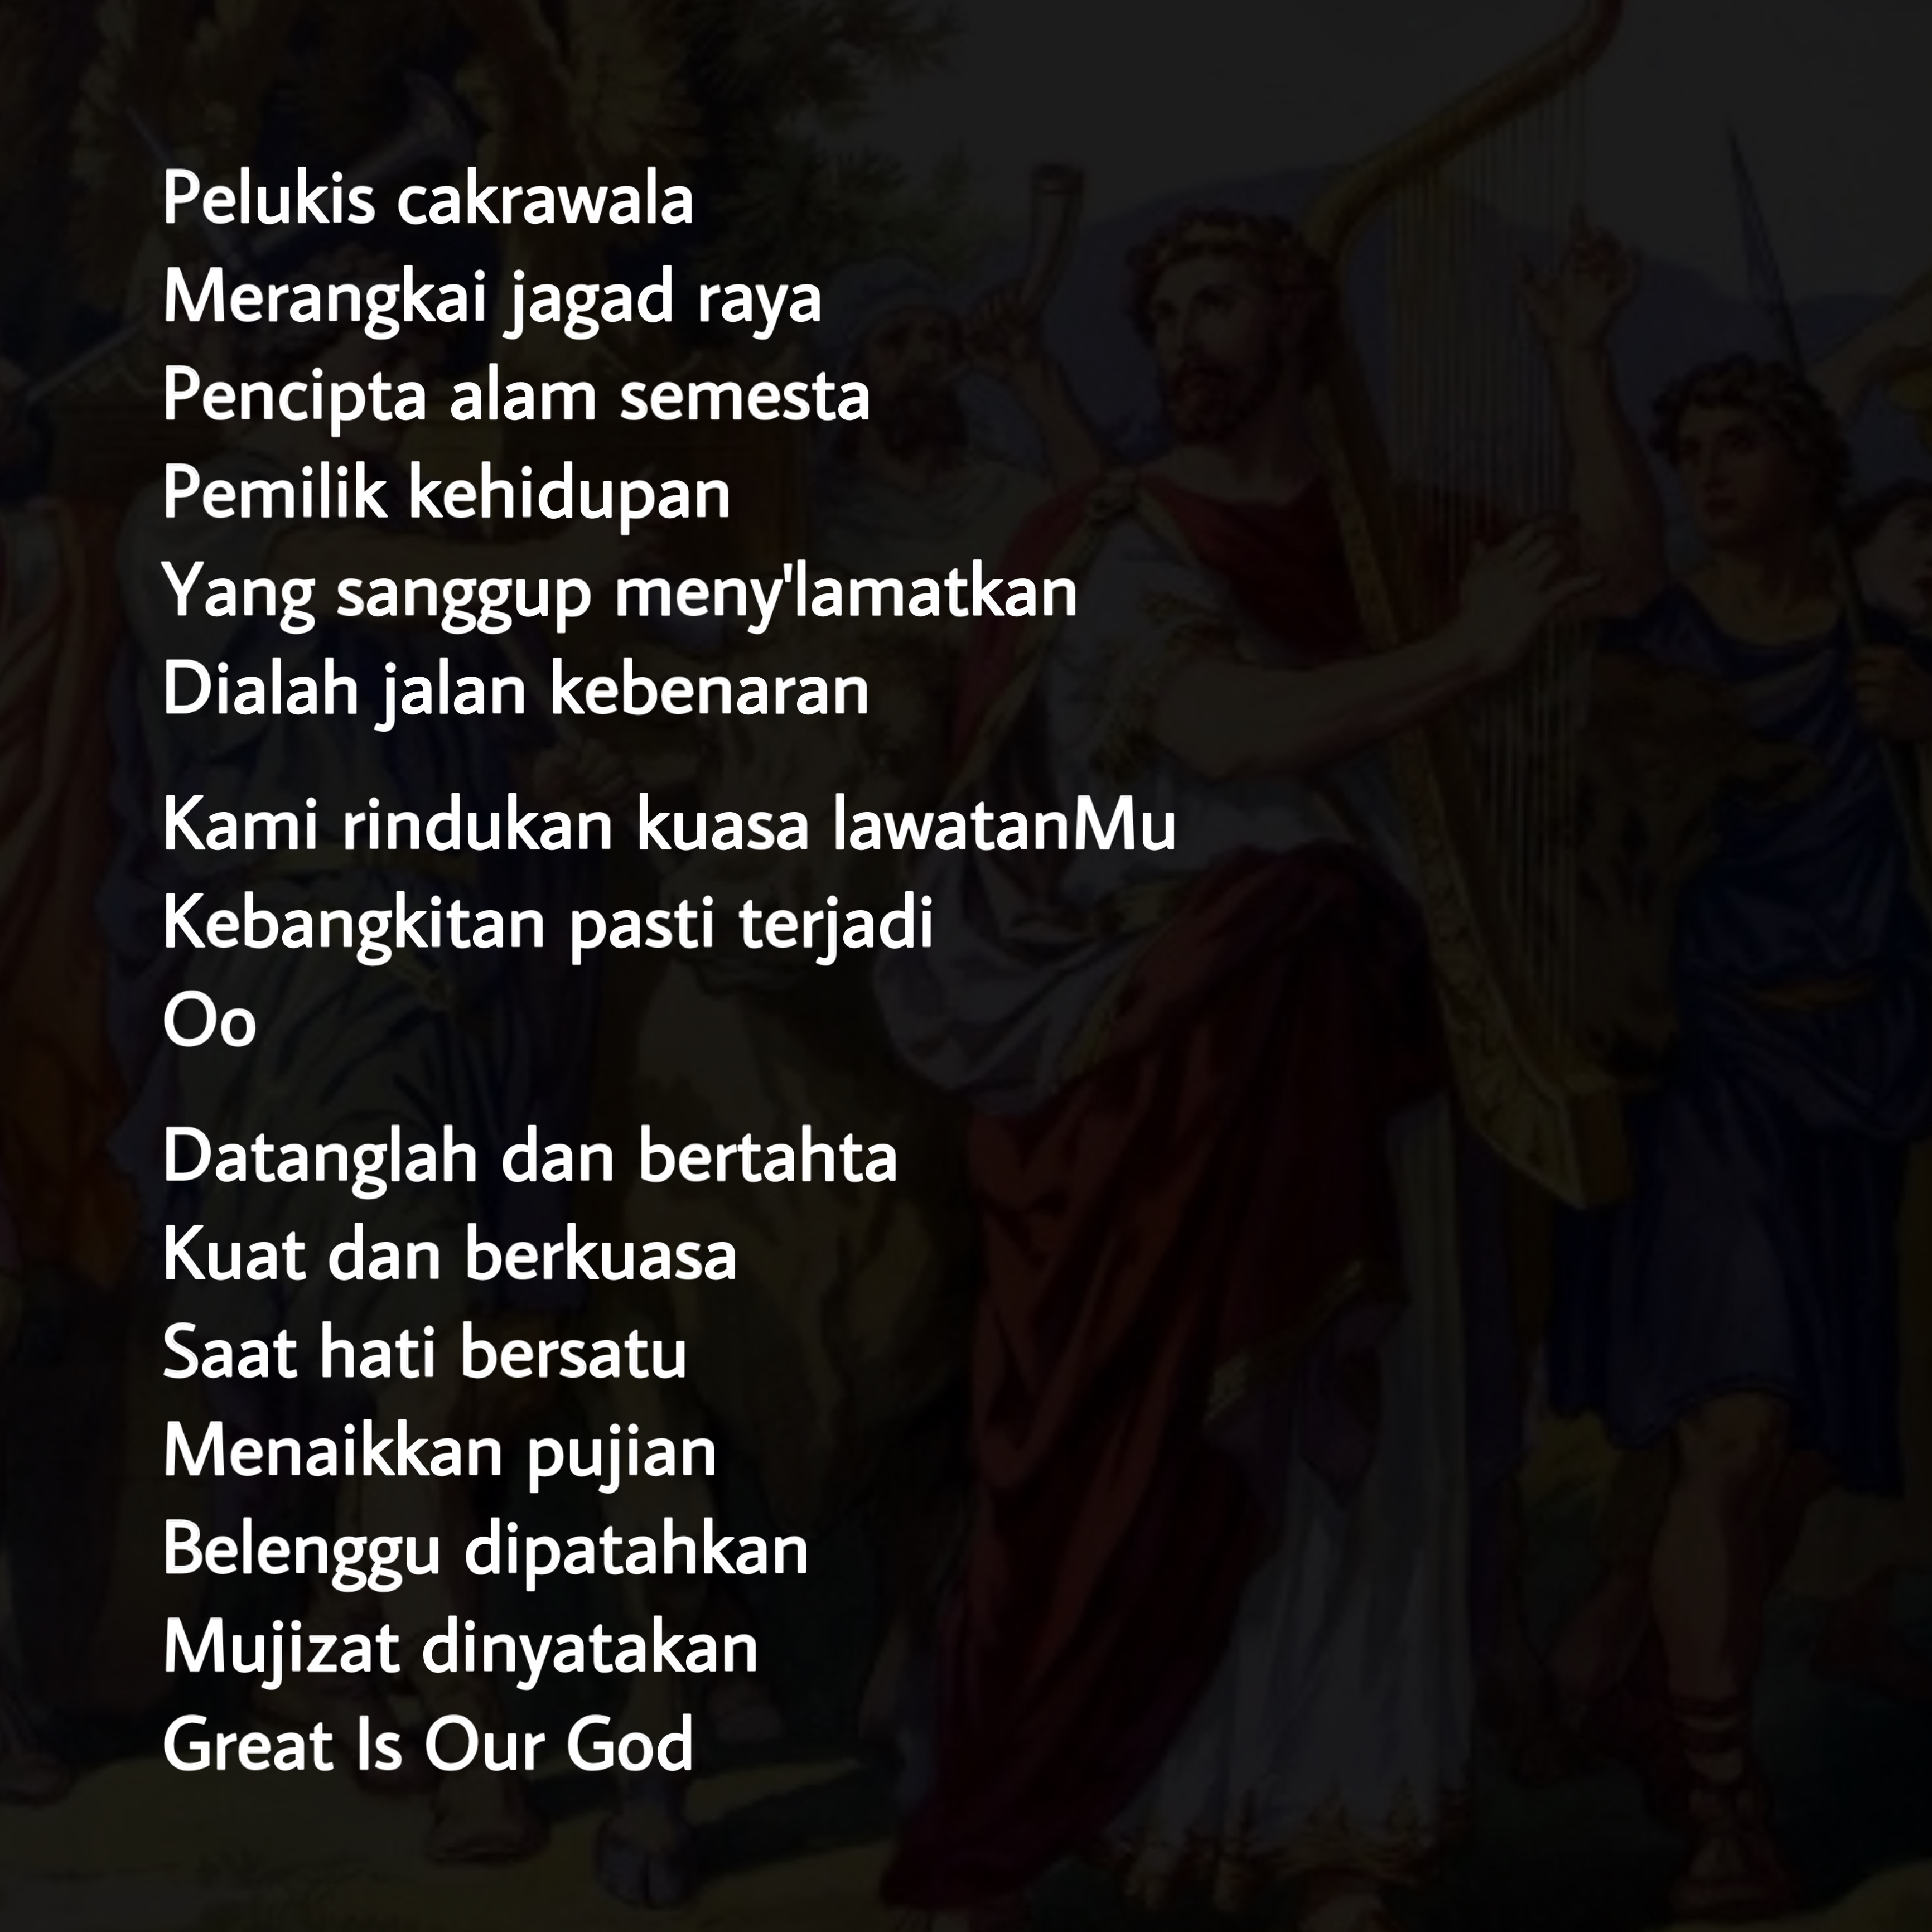 Pelukis cakrawala
Merangkai jagad raya
Pencipta alam semesta
Pemilik kehidupan
Yang sanggup meny'lamatkan
Dialah jalan kebenaran
Kami rindukan kuasa lawatanMu
Kebangkitan pasti terjadi
Oo
Datanglah dan bertahta
Kuat dan berkuasa
Saat hati bersatu
Menaikkan pujian
Belenggu dipatahkan
Mujizat dinyatakan
Great Is Our God